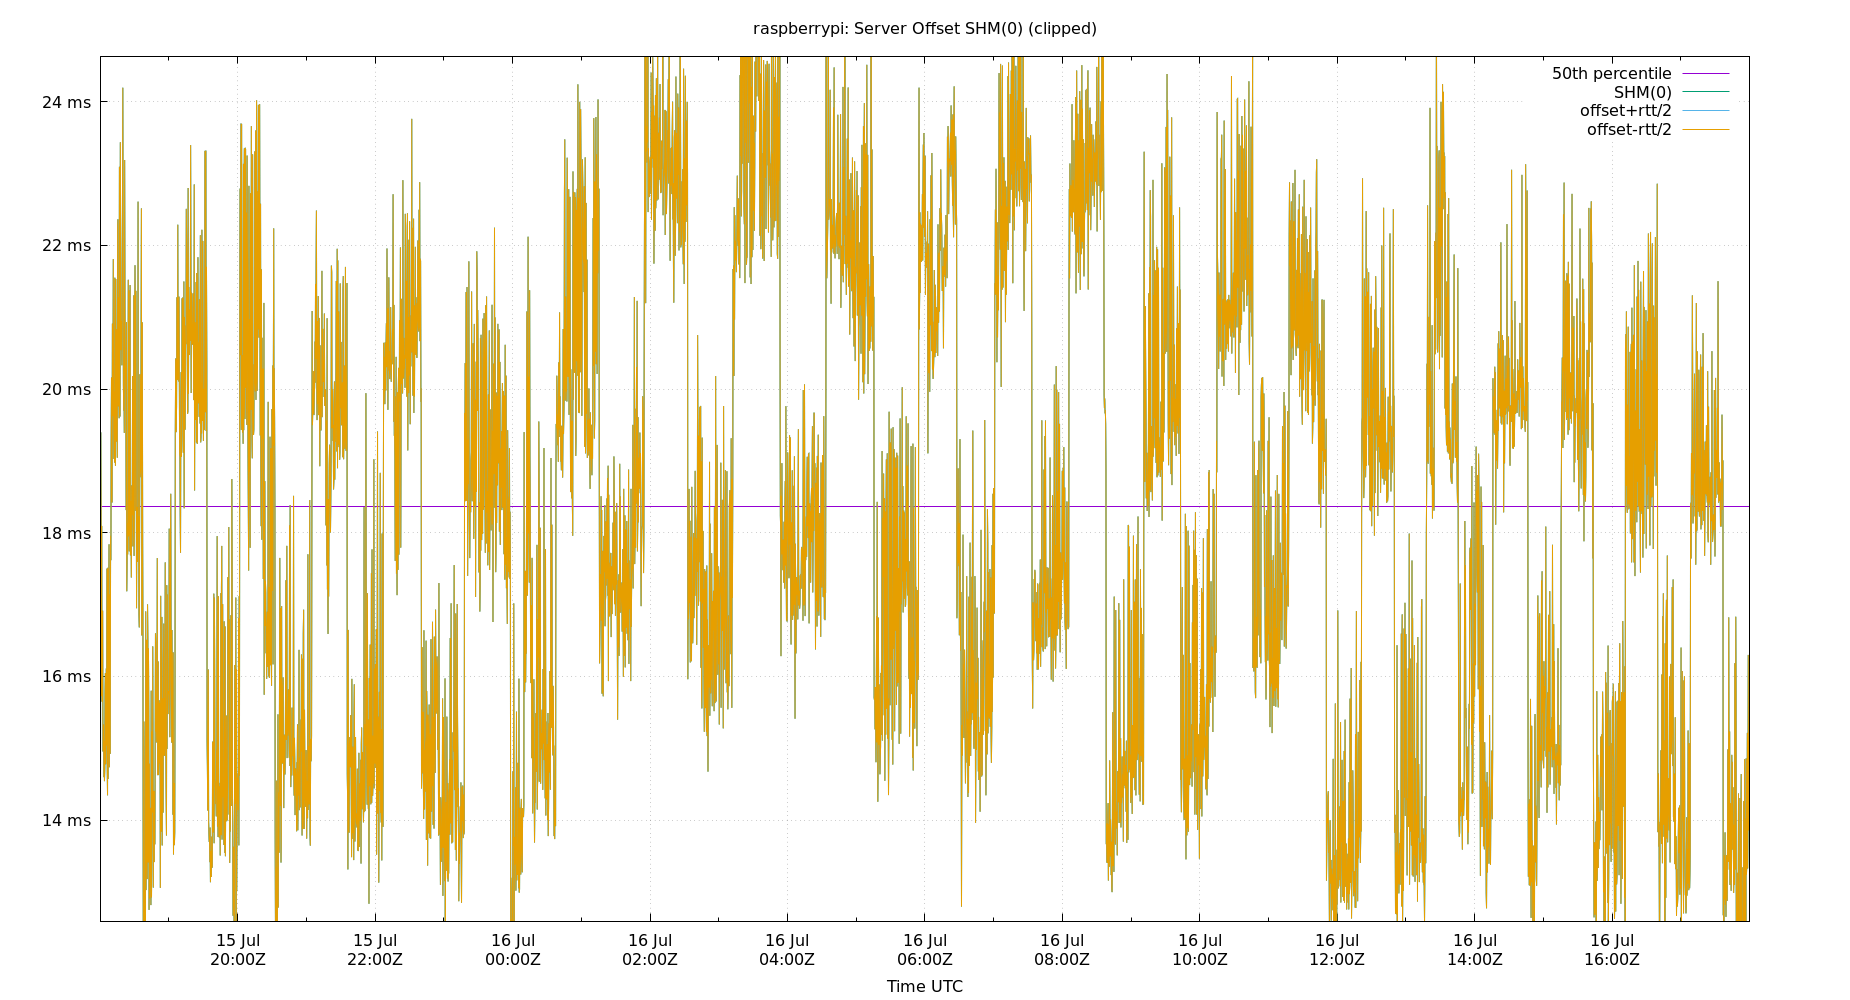 raspberrypi: Server Offset SHM(0) (clipped)
50th percentile
SHM(0)
offset+rtt/2
offset-rtt/2
24 ms
22 ms
20 ms
18 ms
16 ms
14 ms
15 Jul 15 Jul 16 Jul 16 Jul 16 Jul 16 Jul 16 Jul 16 Jul 16 Jul 16 Jul 16 Jul
20:00Z 22:00Z 00:00Z 02:00Z 04:00Z 06:00Z 08:00Z 10:00Z 12:00Z 14:00Z 16:00Z
Time UTC